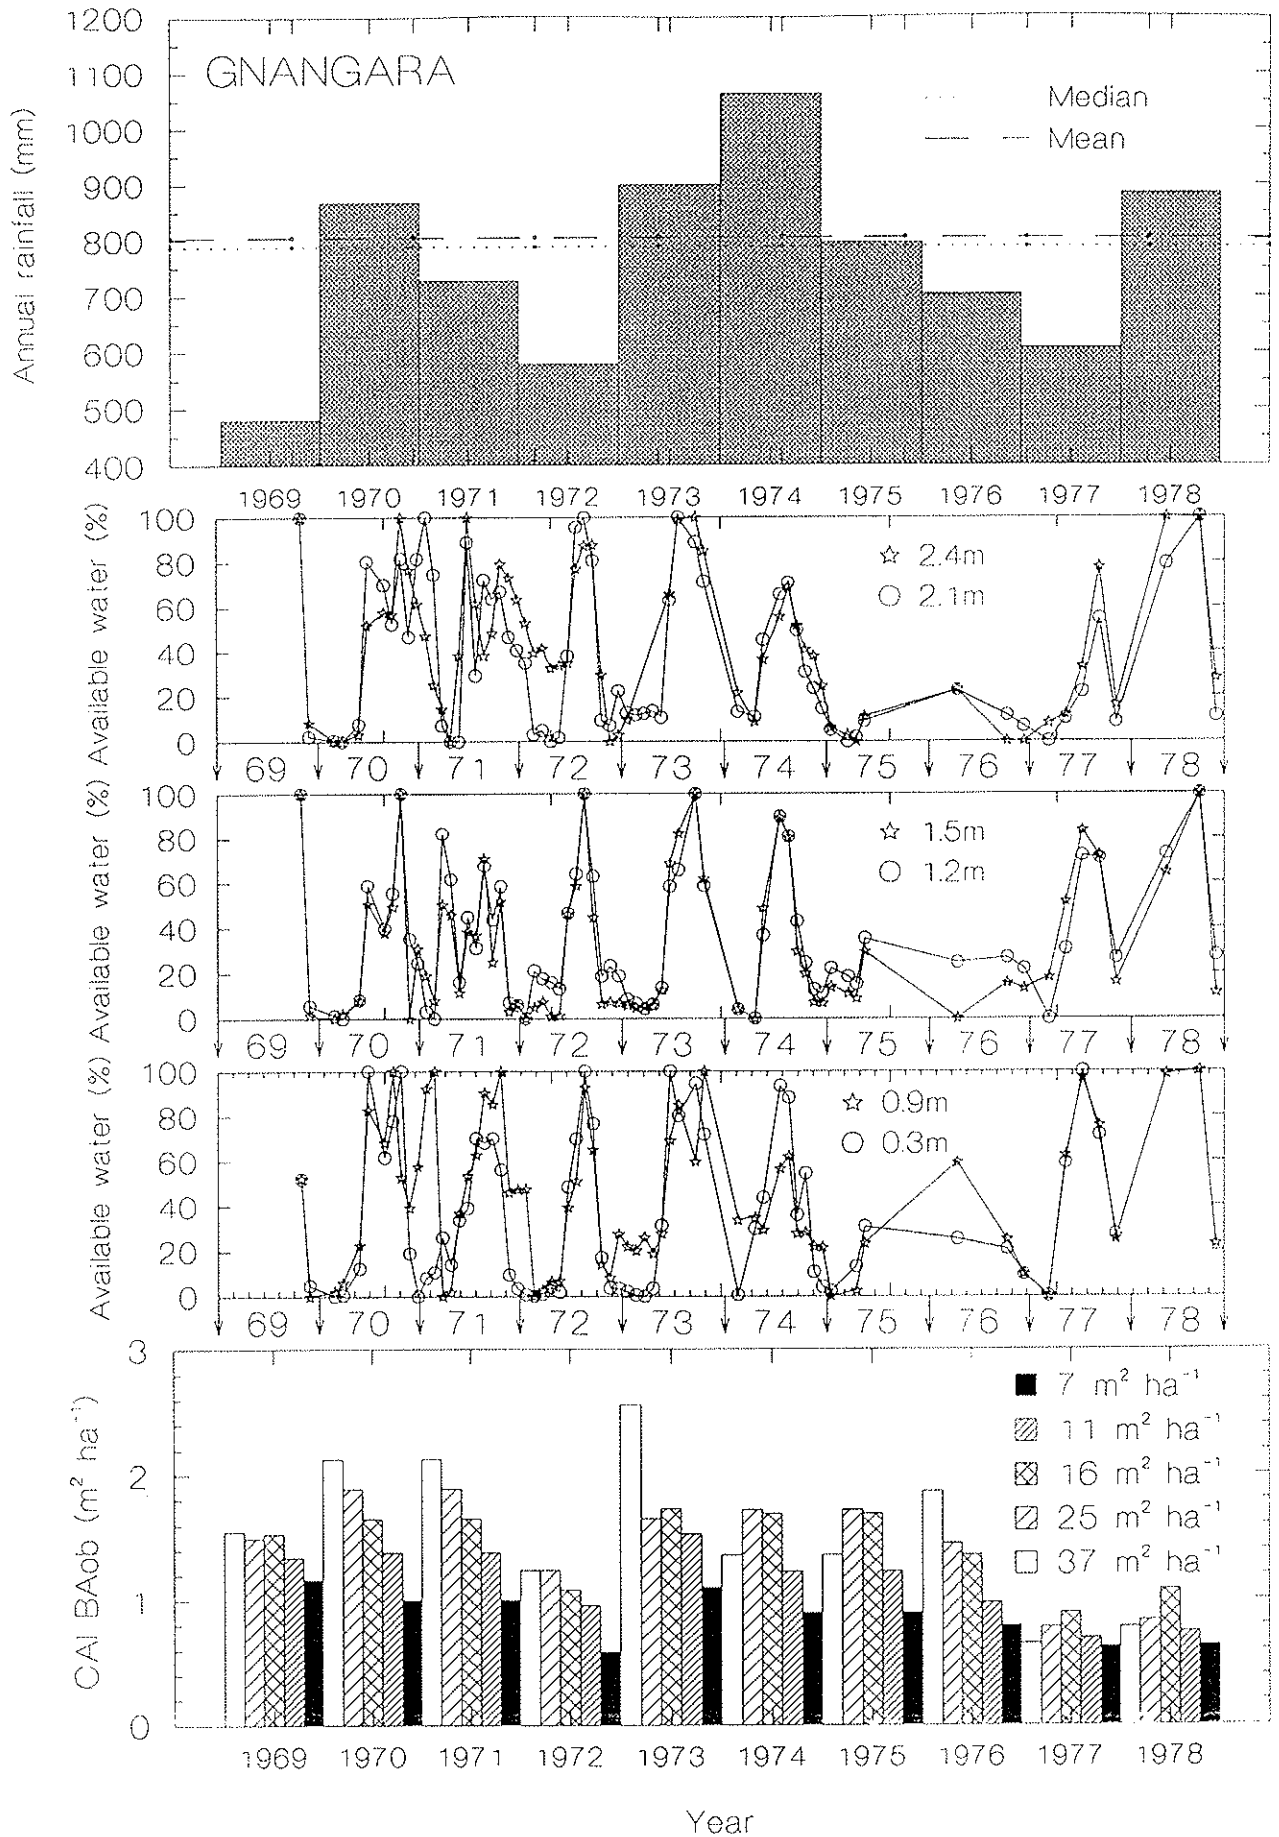 GNANGARA
Annual rainfall (mm)
1200
1100
1000
900
800
700
600
500
400
Median
Mean
1969 1970 1971 1972 1973 1974 1975 1976 1977 1978
Available water (%)
100
80
60
40
20
0
2.4m
2.1m
69 70 71 72 73 74 75 76 77 78
Available water (%)
100
80
60
40
20
0
1.5m
1.2m
69 70 71 72 73 74 75 76 77 78
Available water (%)
100
80
60
40
20
0
0.9m
0.3m
69 70 71 72 73 74 75 76 77 78
CAI BAob (m² ha⁻¹)
3
2
1
0
7 m² ha⁻¹
11 m² ha⁻¹
16 m² ha⁻¹
25 m² ha⁻¹
37 m² ha⁻¹
1969 1970 1971 1972 1973 1974 1975 1976 1977 1978
Year